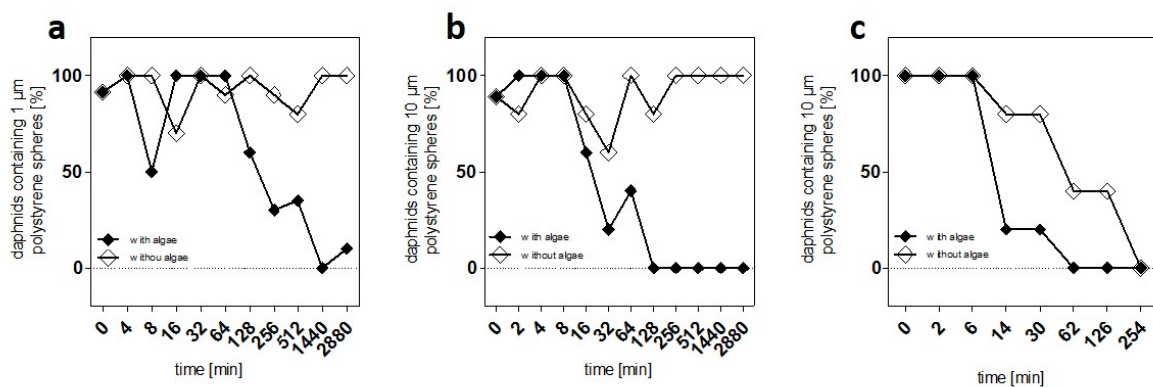 a
daphnids containing 1 µm
polystyrene spheres [%]
100
50
0
with algae
withou algae
0 4 8 16 32 64 128 256 512 1440 2880
time [min]
b
daphnids containing 10 µm
polystyrene spheres [%]
100
50
0
with algae
without algae
0 2 4 8 16 32 64 128 256 512 1440 2880
time [min]
c
daphnids containing 10 µm
polystyrene spheres [%]
100
50
0
with algae
without algae
0 2 6 14 30 62 126 254
time [min]